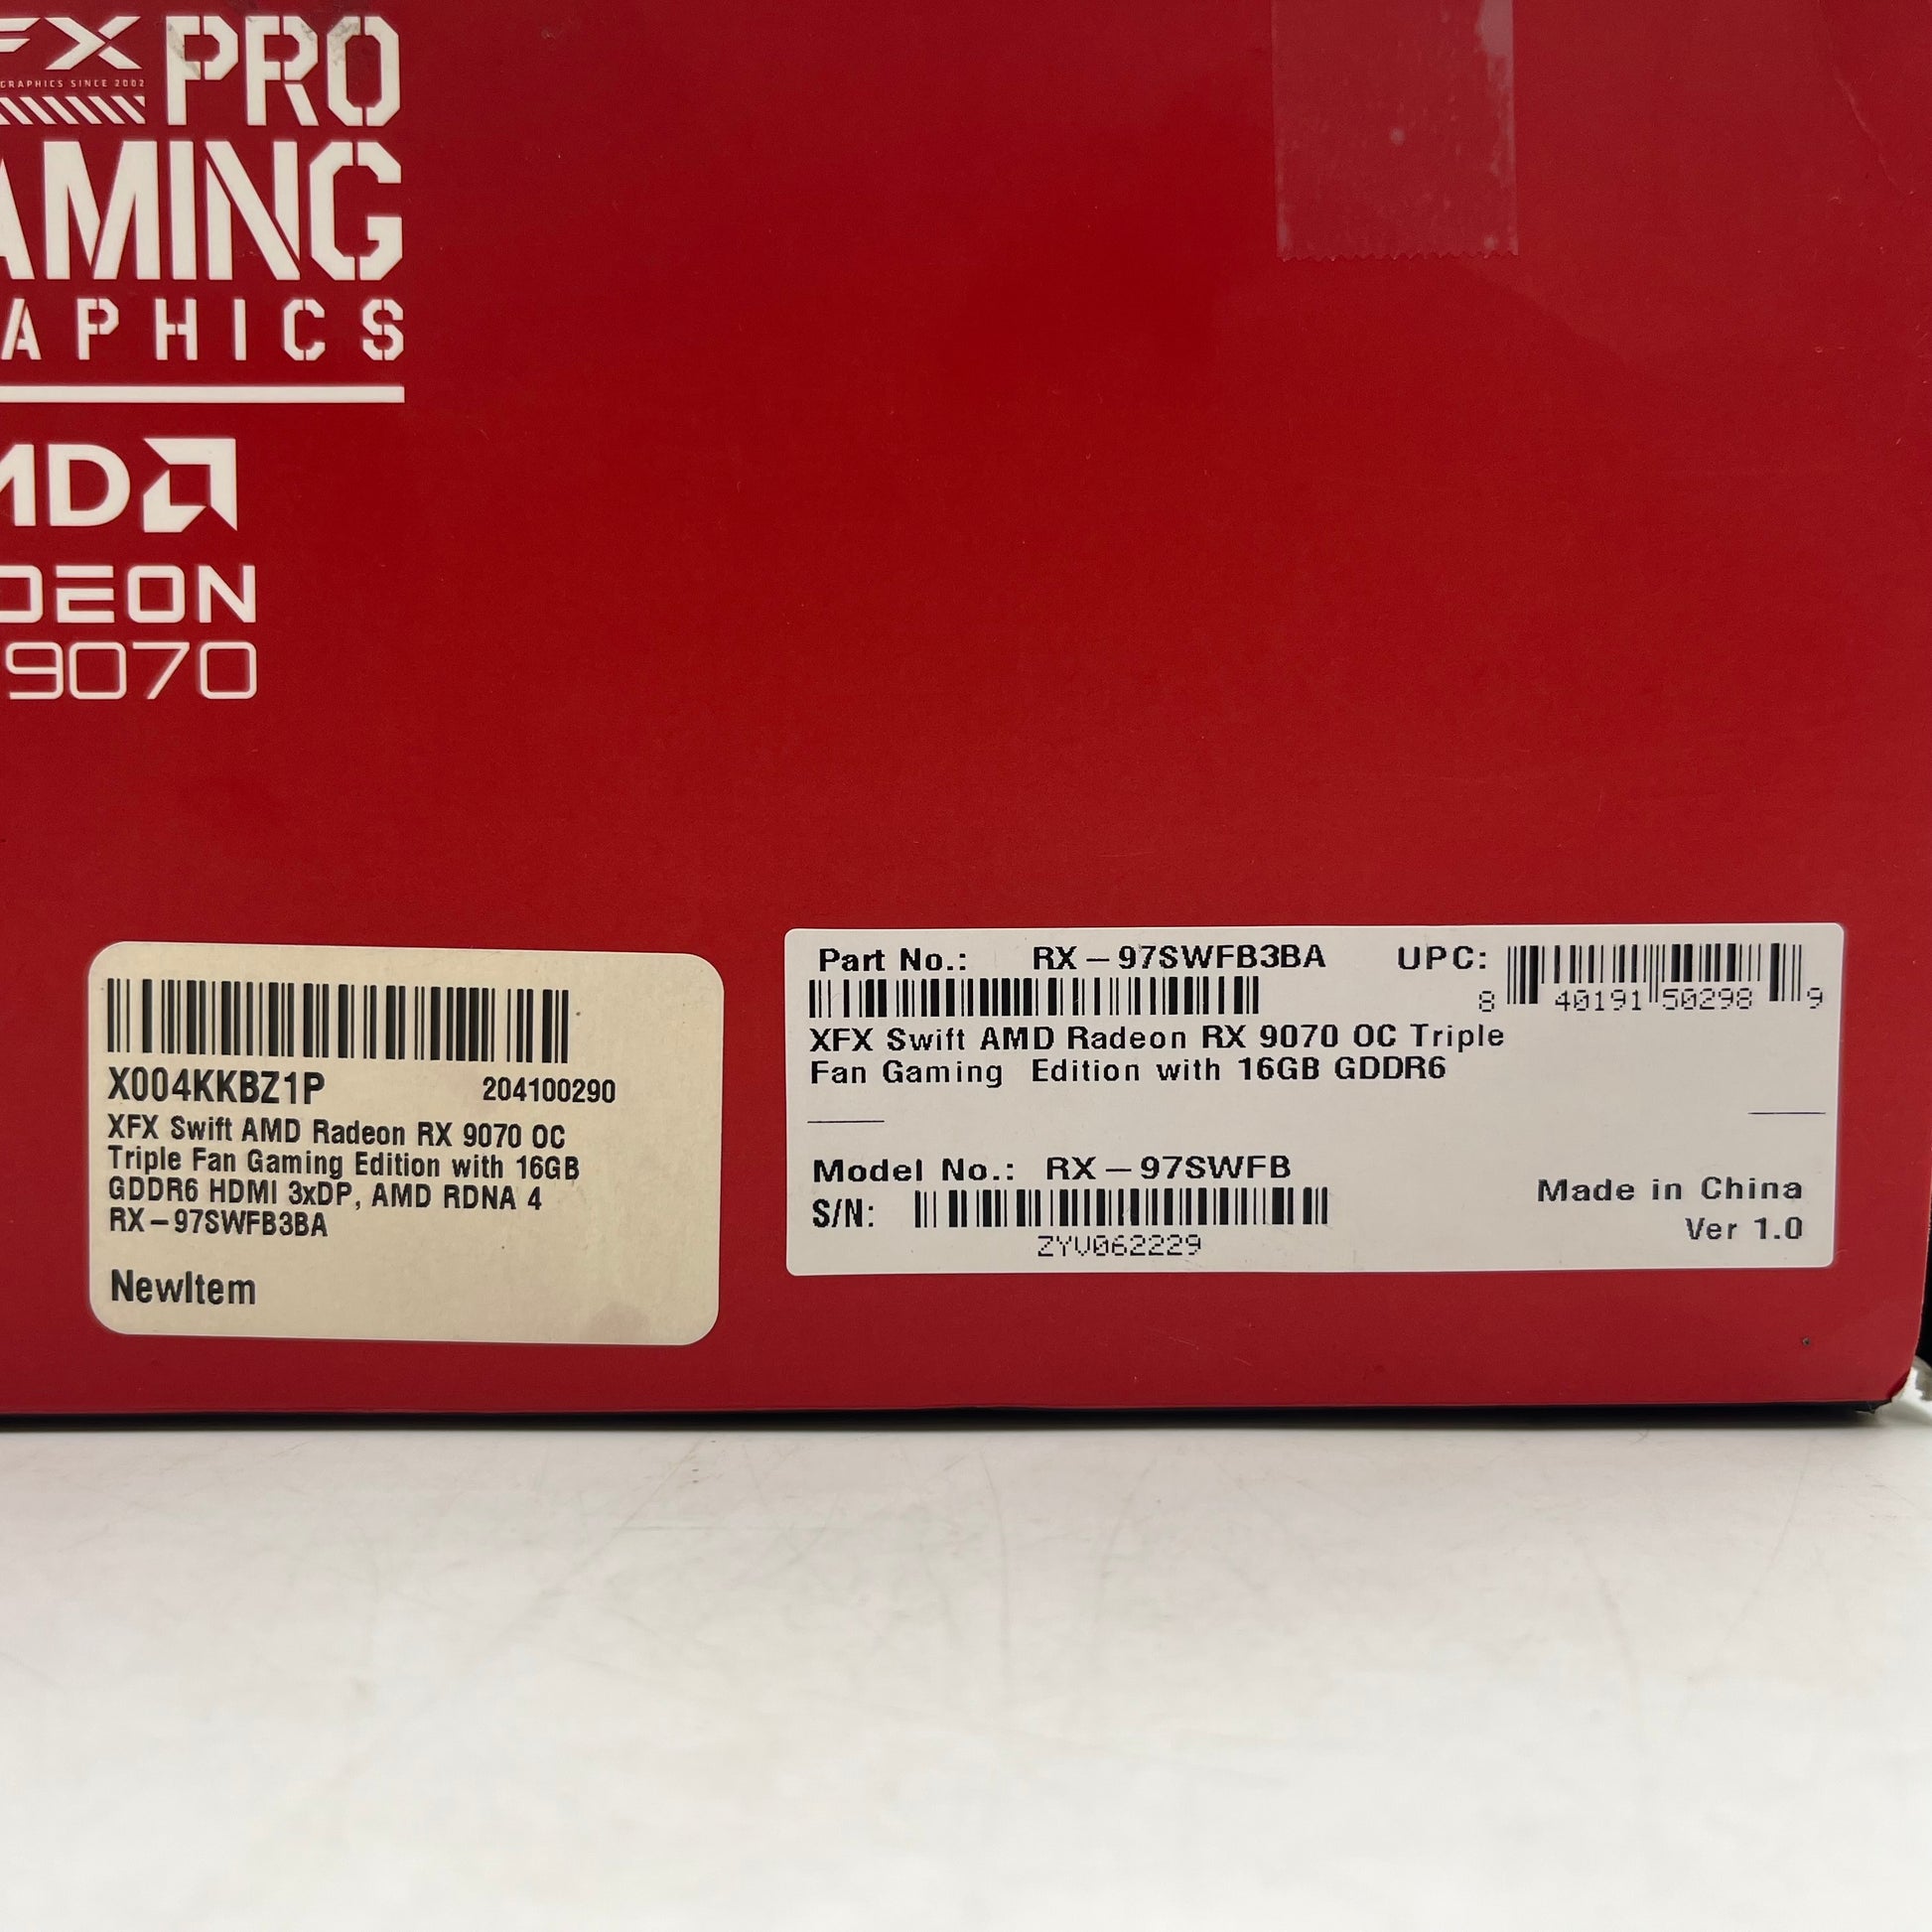 FX PRO
GRAPHICS SINCE 2002
AMING
APHICS
MD
DEON
9070
X004KKBZ1P 204100290
XFX Swift AMD Radeon RX 9070 OC
Triple Fan Gaming Edition with 16GB
GDDR6 HDMI 3xDP, AMD RDNA 4
RX-97SWFB3BA
NewItem
Part No.: RX-97SWFB3BA UPC:
8 40191 50298 9
XFX Swift AMD Radeon RX 9070 OC Triple
Fan Gaming Edition with 16GB GDDR6
Model No.: RX-97SWFB
S/N:
ZYV062229
Made in China
Ver 1.0